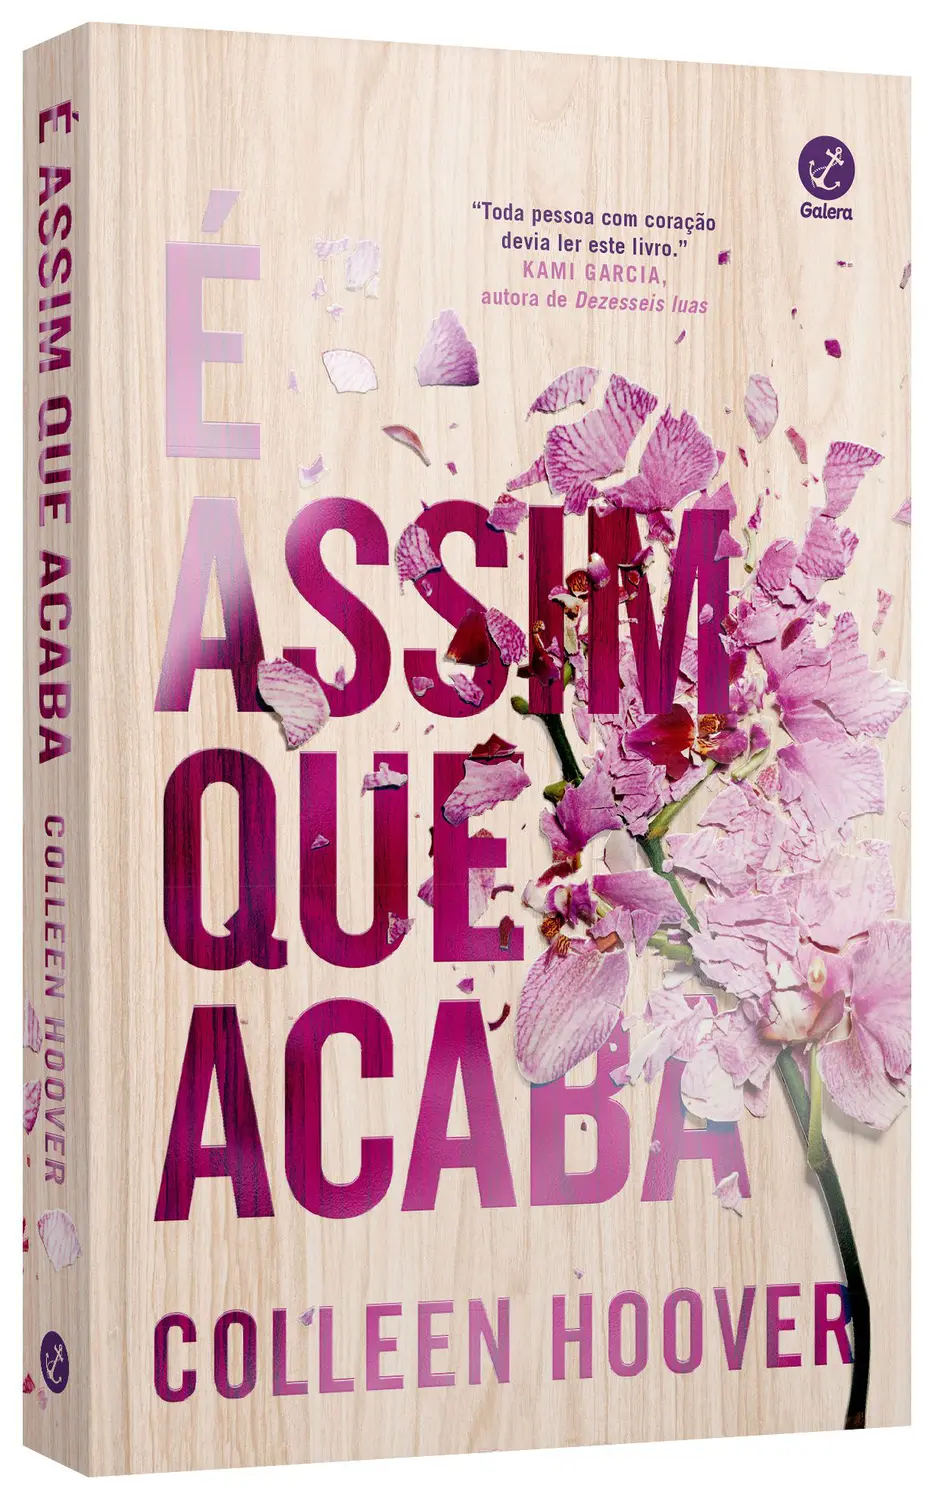 É ASSIM QUE ACABA COLLEEN HOOVER
Galera
“Toda pessoa com coração
devia ler este livro.”
KAMI GARCIA,
autora de Dezesseis luas
É
ASSIM
QUE
ACABA
COLLEEN HOOVER